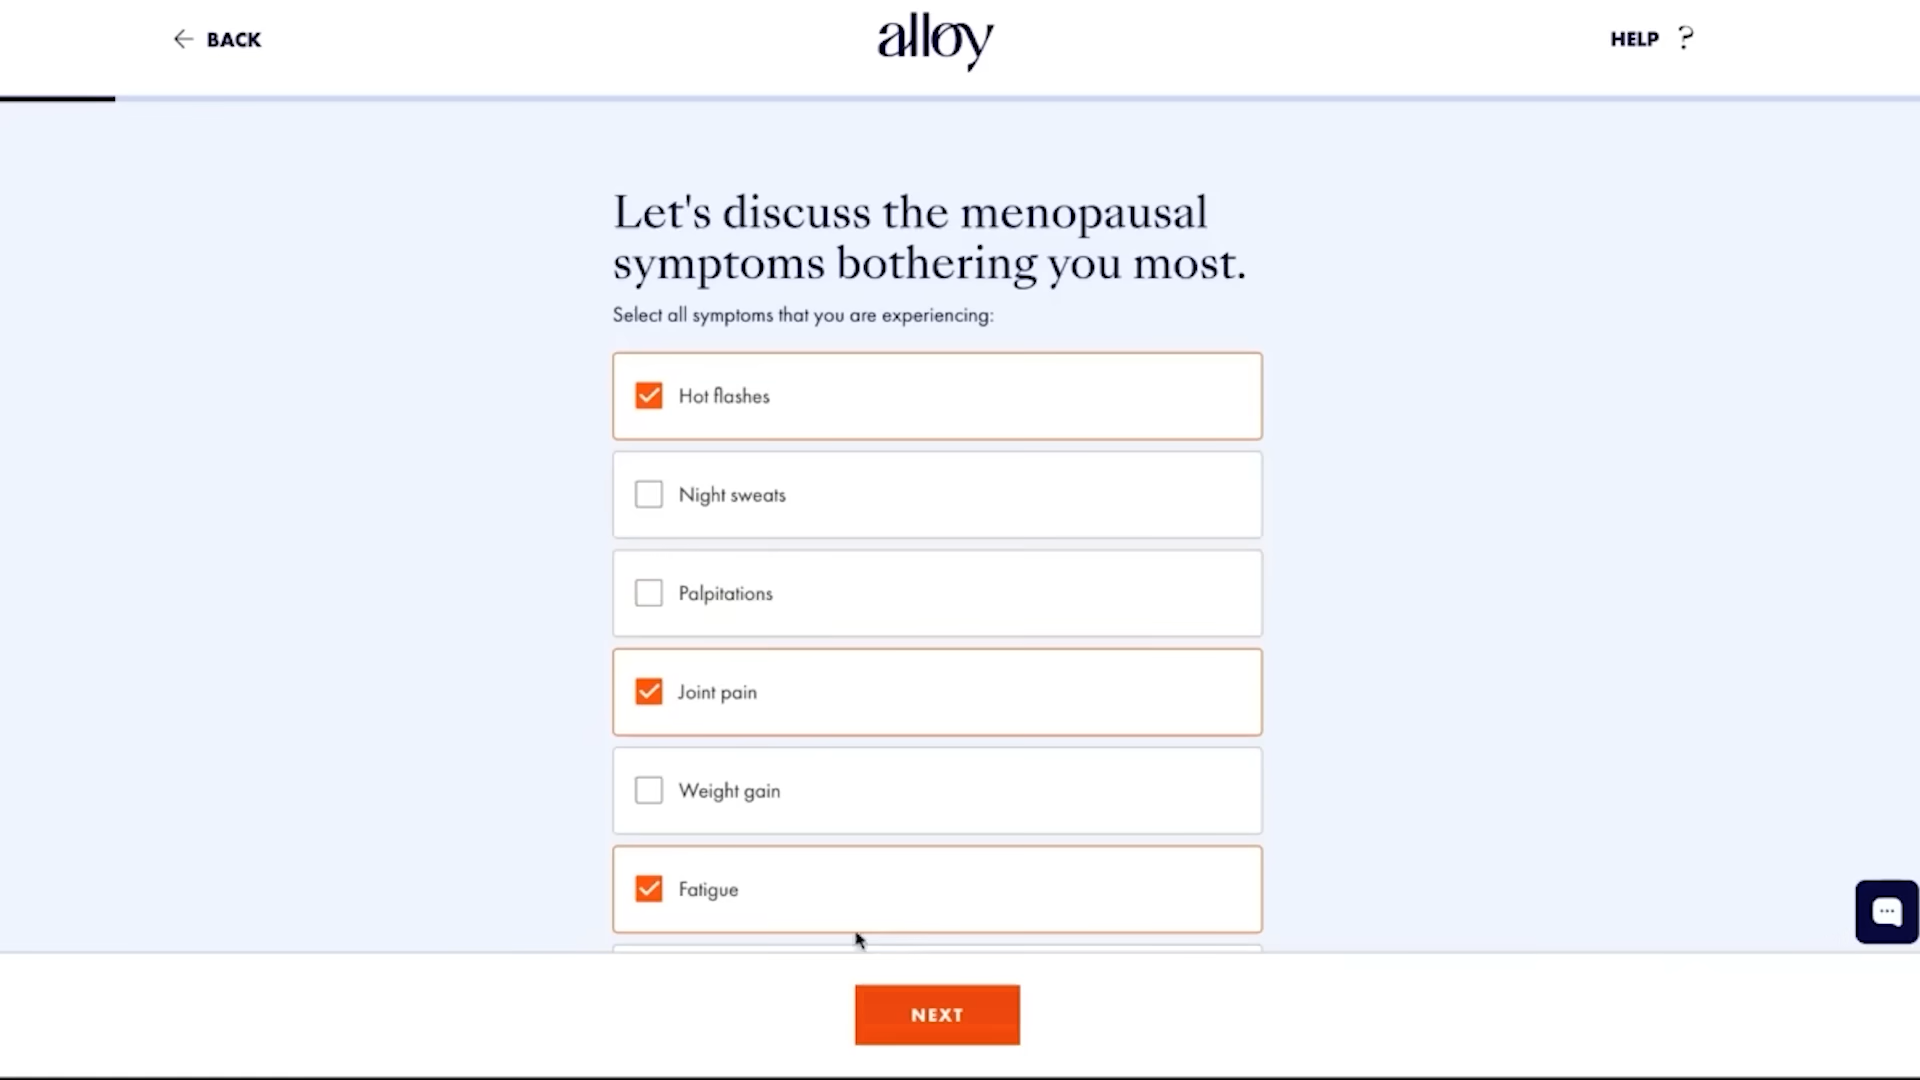 BACK
alloy
HELP ?
Let's discuss the menopausal
symptoms bothering you most.
Select all symptoms that you are experiencing:
Hot flashes
Night sweats
Palpitations
Joint pain
Weight gain
Fatigue
NEXT